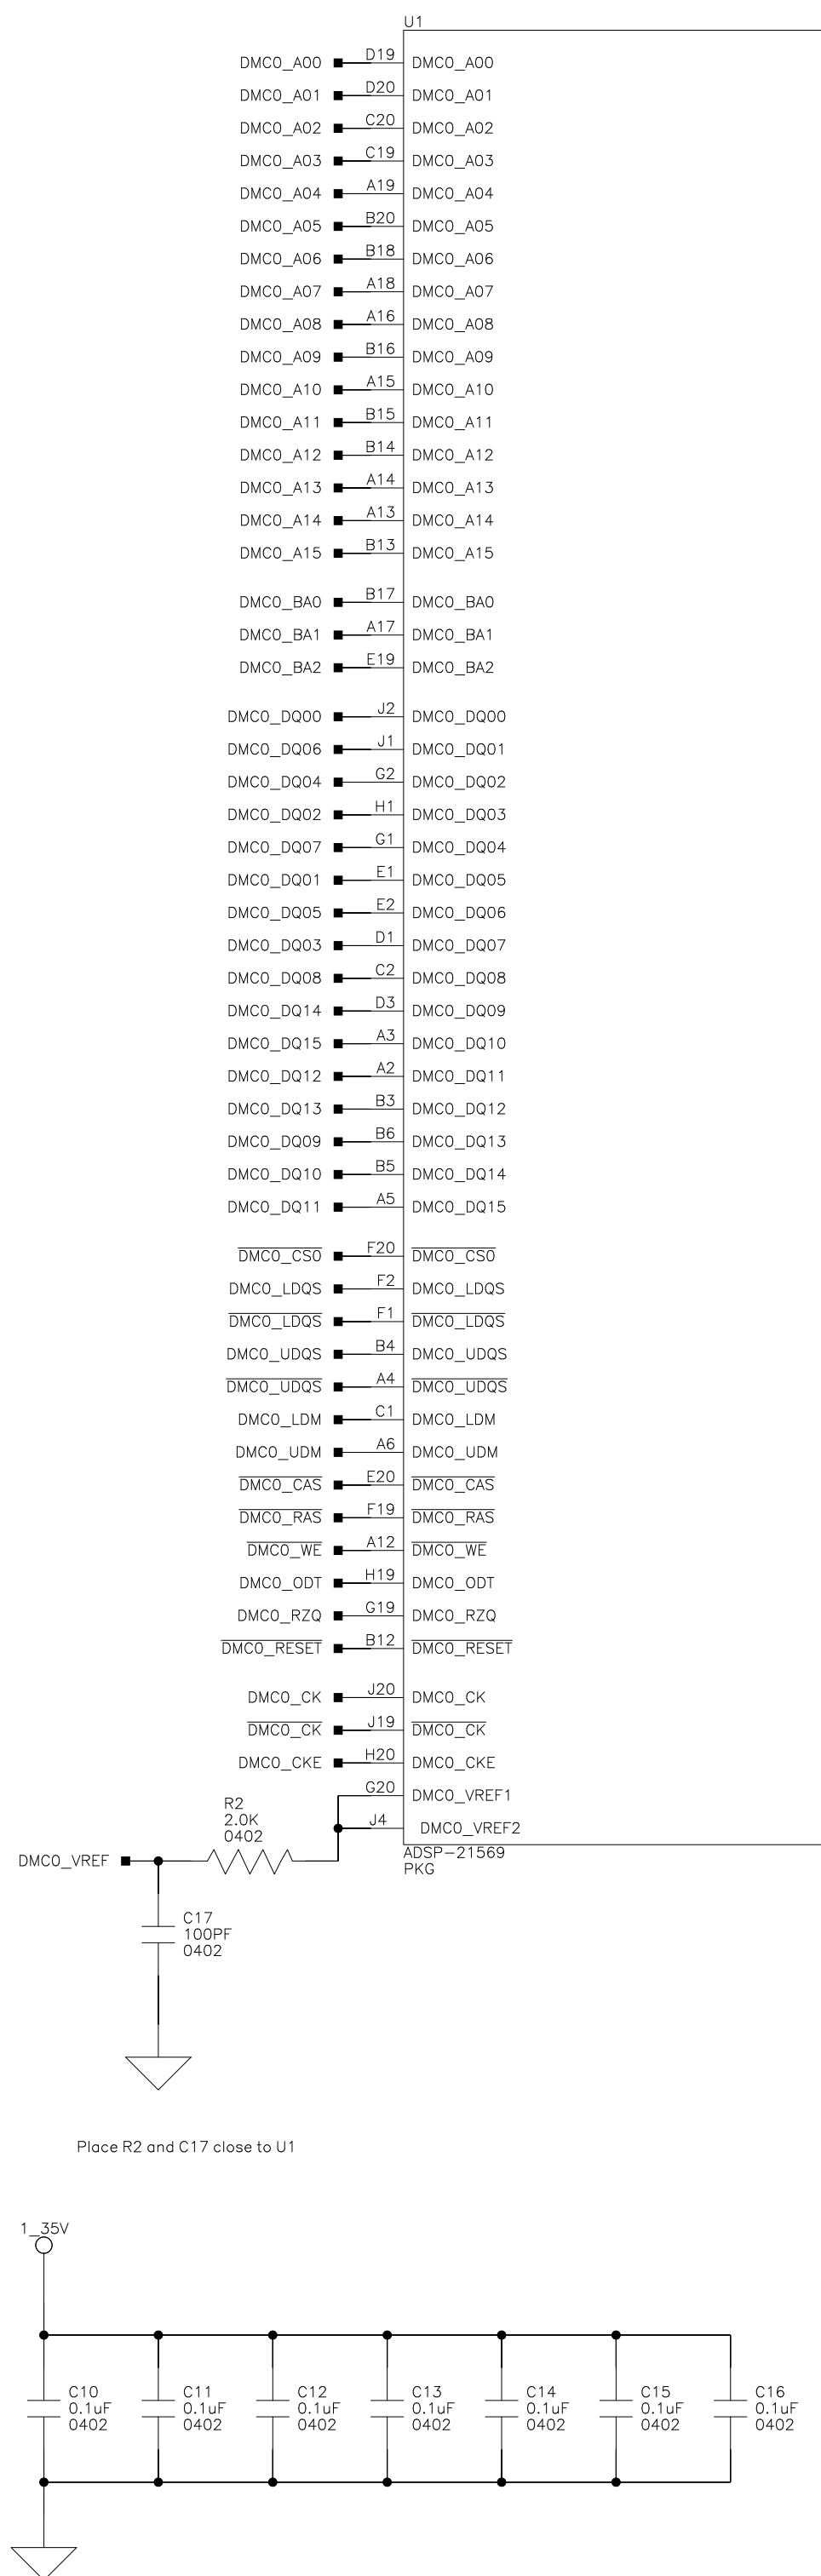 U1
DMC0_A00 D19 DMC0_A00
DMC0_A01 D20 DMC0_A01
DMC0_A02 C20 DMC0_A02
DMC0_A03 C19 DMC0_A03
DMC0_A04 A19 DMC0_A04
DMC0_A05 B20 DMC0_A05
DMC0_A06 B18 DMC0_A06
DMC0_A07 A18 DMC0_A07
DMC0_A08 A16 DMC0_A08
DMC0_A09 B16 DMC0_A09
DMC0_A10 A15 DMC0_A10
DMC0_A11 B15 DMC0_A11
DMC0_A12 B14 DMC0_A12
DMC0_A13 A14 DMC0_A13
DMC0_A14 A13 DMC0_A14
DMC0_A15 B13 DMC0_A15
DMC0_BA0 B17 DMC0_BA0
DMC0_BA1 A17 DMC0_BA1
DMC0_BA2 E19 DMC0_BA2
DMC0_DQ00 J2 DMC0_DQ00
DMC0_DQ06 J1 DMC0_DQ01
DMC0_DQ04 G2 DMC0_DQ02
DMC0_DQ02 H1 DMC0_DQ03
DMC0_DQ07 G1 DMC0_DQ04
DMC0_DQ01 E1 DMC0_DQ05
DMC0_DQ05 E2 DMC0_DQ06
DMC0_DQ03 D1 DMC0_DQ07
DMC0_DQ08 C2 DMC0_DQ08
DMC0_DQ14 D3 DMC0_DQ09
DMC0_DQ15 A3 DMC0_DQ10
DMC0_DQ12 A2 DMC0_DQ11
DMC0_DQ13 B3 DMC0_DQ12
DMC0_DQ09 B6 DMC0_DQ13
DMC0_DQ10 B5 DMC0_DQ14
DMC0_DQ11 A5 DMC0_DQ15
DMC0_CS0 F20 DMC0_CS0
DMC0_LDQS F2 DMC0_LDQS
DMC0_LDQS F1 DMC0_LDQS
DMC0_UDQS B4 DMC0_UDQS
DMC0_UDQS A4 DMC0_UDQS
DMC0_LDM C1 DMC0_LDM
DMC0_UDM A6 DMC0_UDM
DMC0_CAS E20 DMC0_CAS
DMC0_RAS F19 DMC0_RAS
DMC0_WE A12 DMC0_WE
DMC0_ODT H19 DMC0_ODT
DMC0_RZQ G19 DMC0_RZQ
DMC0_RESET B12 DMC0_RESET
DMC0_CK J20 DMC0_CK
DMC0_CK J19 DMC0_CK
DMC0_CKE H20 DMC0_CKE
G20 DMC0_VREF1
J4 DMC0_VREF2
R2
2.0K
0402
DMC0_VREF
ADSP-21569
PKG
C17
100PF
0402
Place R2 and C17 close to U1
1_35V
C10 C11 C12 C13 C14 C15 C16
0.1uF 0.1uF 0.1uF 0.1uF 0.1uF 0.1uF 0.1uF
0402 0402 0402 0402 0402 0402 0402